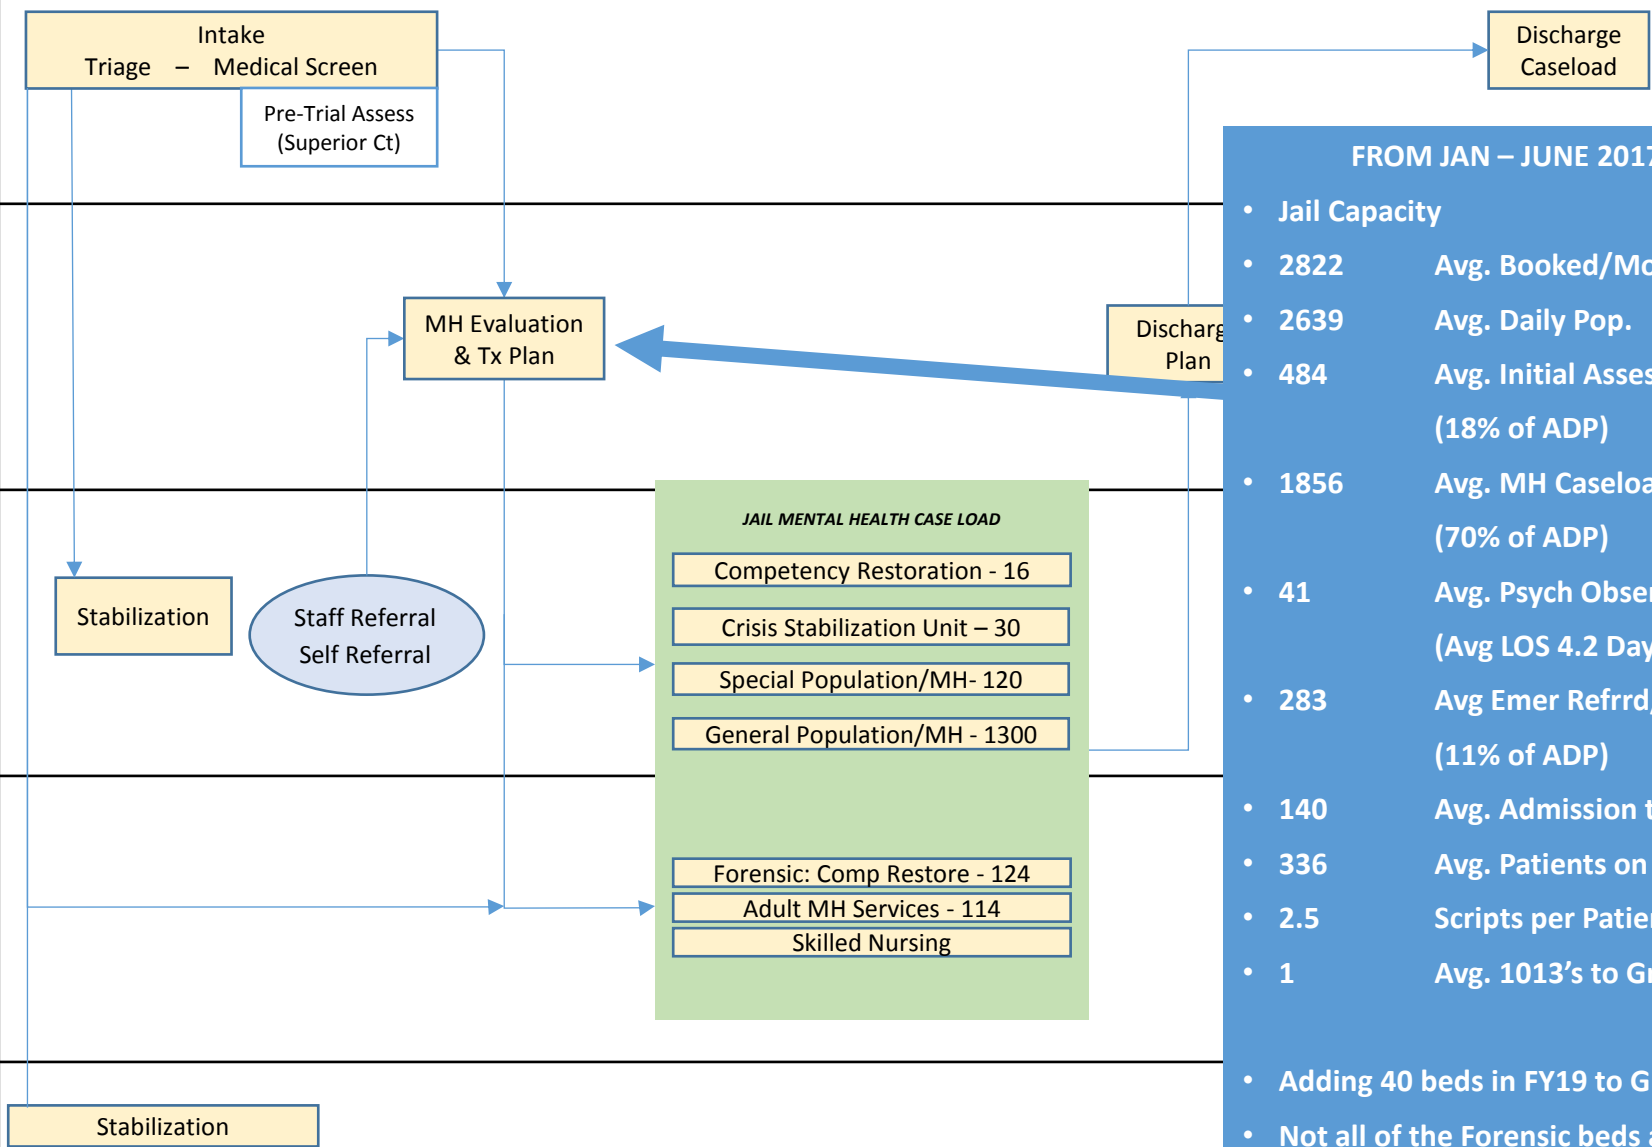 Intake
Triage – Medical Screen
Pre-Trial Assess
(Superior Ct)
Discharge
Caseload
MH Evaluation
& Tx Plan
Discharg
Plan
Stabilization
Staff Referral
Self Referral
JAIL MENTAL HEALTH CASE LOAD
Competency Restoration - 16
Crisis Stabilization Unit – 30
Special Population/MH- 120
General Population/MH - 1300
Forensic: Comp Restore - 124
Adult MH Services - 114
Skilled Nursing
Stabilization
FROM JAN – JUNE 2017
• Jail Capacity
• 2822 Avg. Booked/Mo
• 2639 Avg. Daily Pop.
• 484 Avg. Initial Asses
(18% of ADP)
• 1856 Avg. MH Caseloa
(70% of ADP)
• 41 Avg. Psych Obser
(Avg LOS 4.2 Day
• 283 Avg Emer Refrrd,
(11% of ADP)
• 140 Avg. Admission t
• 336 Avg. Patients on
• 2.5 Scripts per Patien
• 1 Avg. 1013’s to Gr
• Adding 40 beds in FY19 to G
• Not all of the Forensic beds a